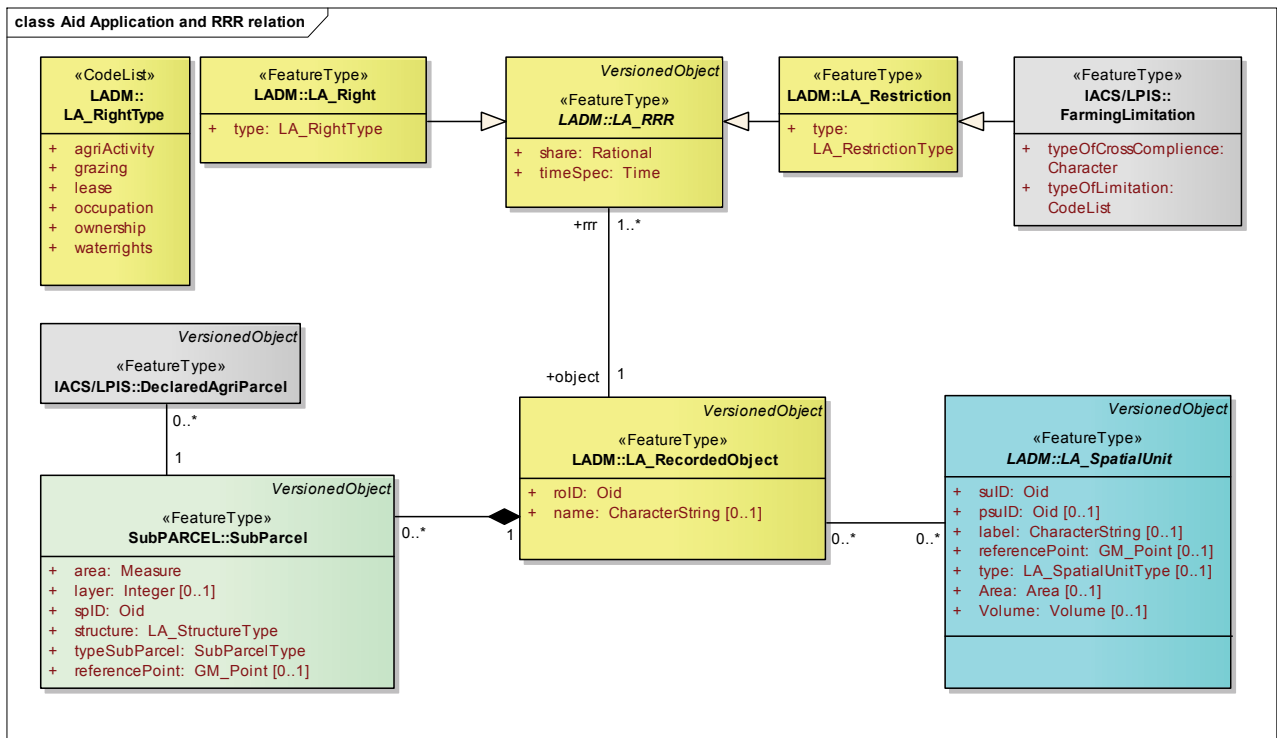 class Aid Application and RRR relation
«CodeList»
LADM::
LA_RightType
+ agriActivity
+ grazing
+ lease
+ occupation
+ ownership
+ waterrights
«FeatureType»
LADM::LA_Right
+ type: LA_RightType
VersionedObject
«FeatureType»
LADM::LA_RRR
+ share: Rational
+ timeSpec: Time
«FeatureType»
LADM::LA_Restriction
+ type:
LA_RestrictionType
«FeatureType»
IACS/LPIS::
FarmingLimitation
+ typeOfCrossComplience:
Character
+ typeOfLimitation:
CodeList
+rrr 1..*
+object 1
VersionedObject
«FeatureType»
IACS/LPIS::DeclaredAgriParcel
0..*
1
VersionedObject
«FeatureType»
SubPARCEL::SubParcel
+ area: Measure
+ layer: Integer [0..1]
+ spID: Oid
+ structure: LA_StructureType
+ typeSubParcel: SubParcelType
+ referencePoint: GM_Point [0..1]
0..* 1
VersionedObject
«FeatureType»
LADM::LA_RecordedObject
+ roID: Oid
+ name: CharacterString [0..1]
0..* 0..*
VersionedObject
«FeatureType»
LADM::LA_SpatialUnit
+ suID: Oid
+ psuID: Oid [0..1]
+ label: CharacterString [0..1]
+ referencePoint: GM_Point [0..1]
+ type: LA_SpatialUnitType [0..1]
+ Area: Area [0..1]
+ Volume: Volume [0..1]